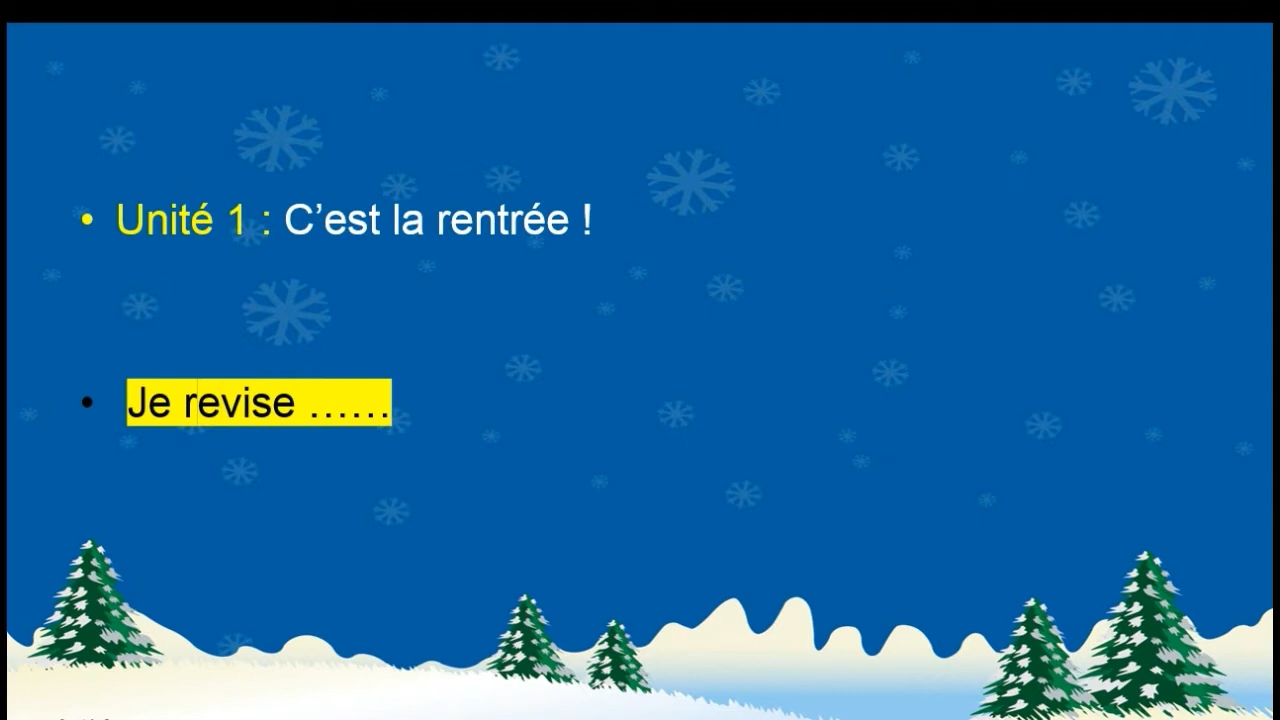 • Unité 1 : C’est la rentrée !
• Je revise ......